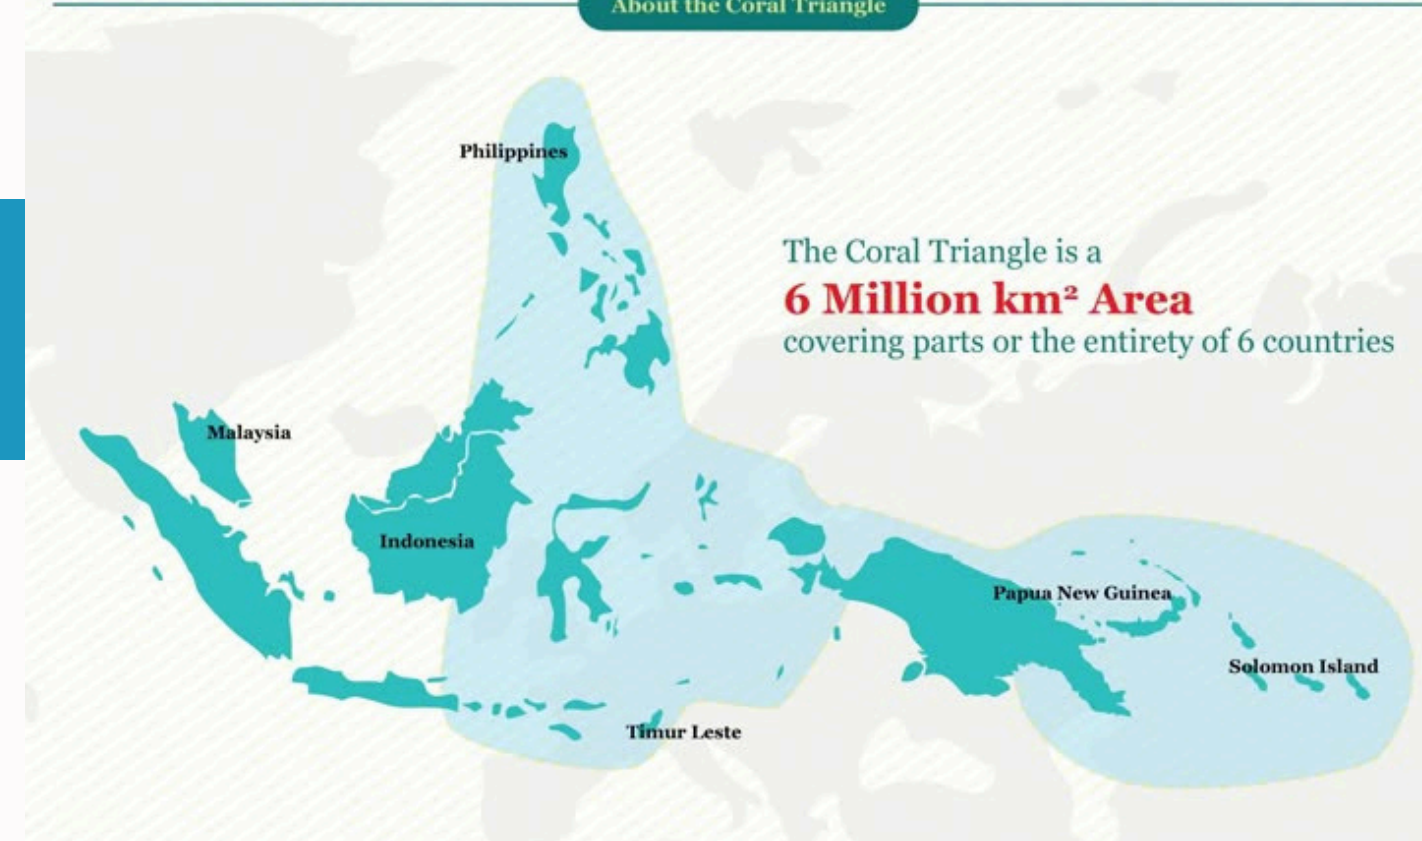 About the Coral Triangle
Philippines
The Coral Triangle is a
6 Million km² Area
covering parts or the entirety of 6 countries
Malaysia
Indonesia
Papua New Guinea
Solomon Island
Timur Leste